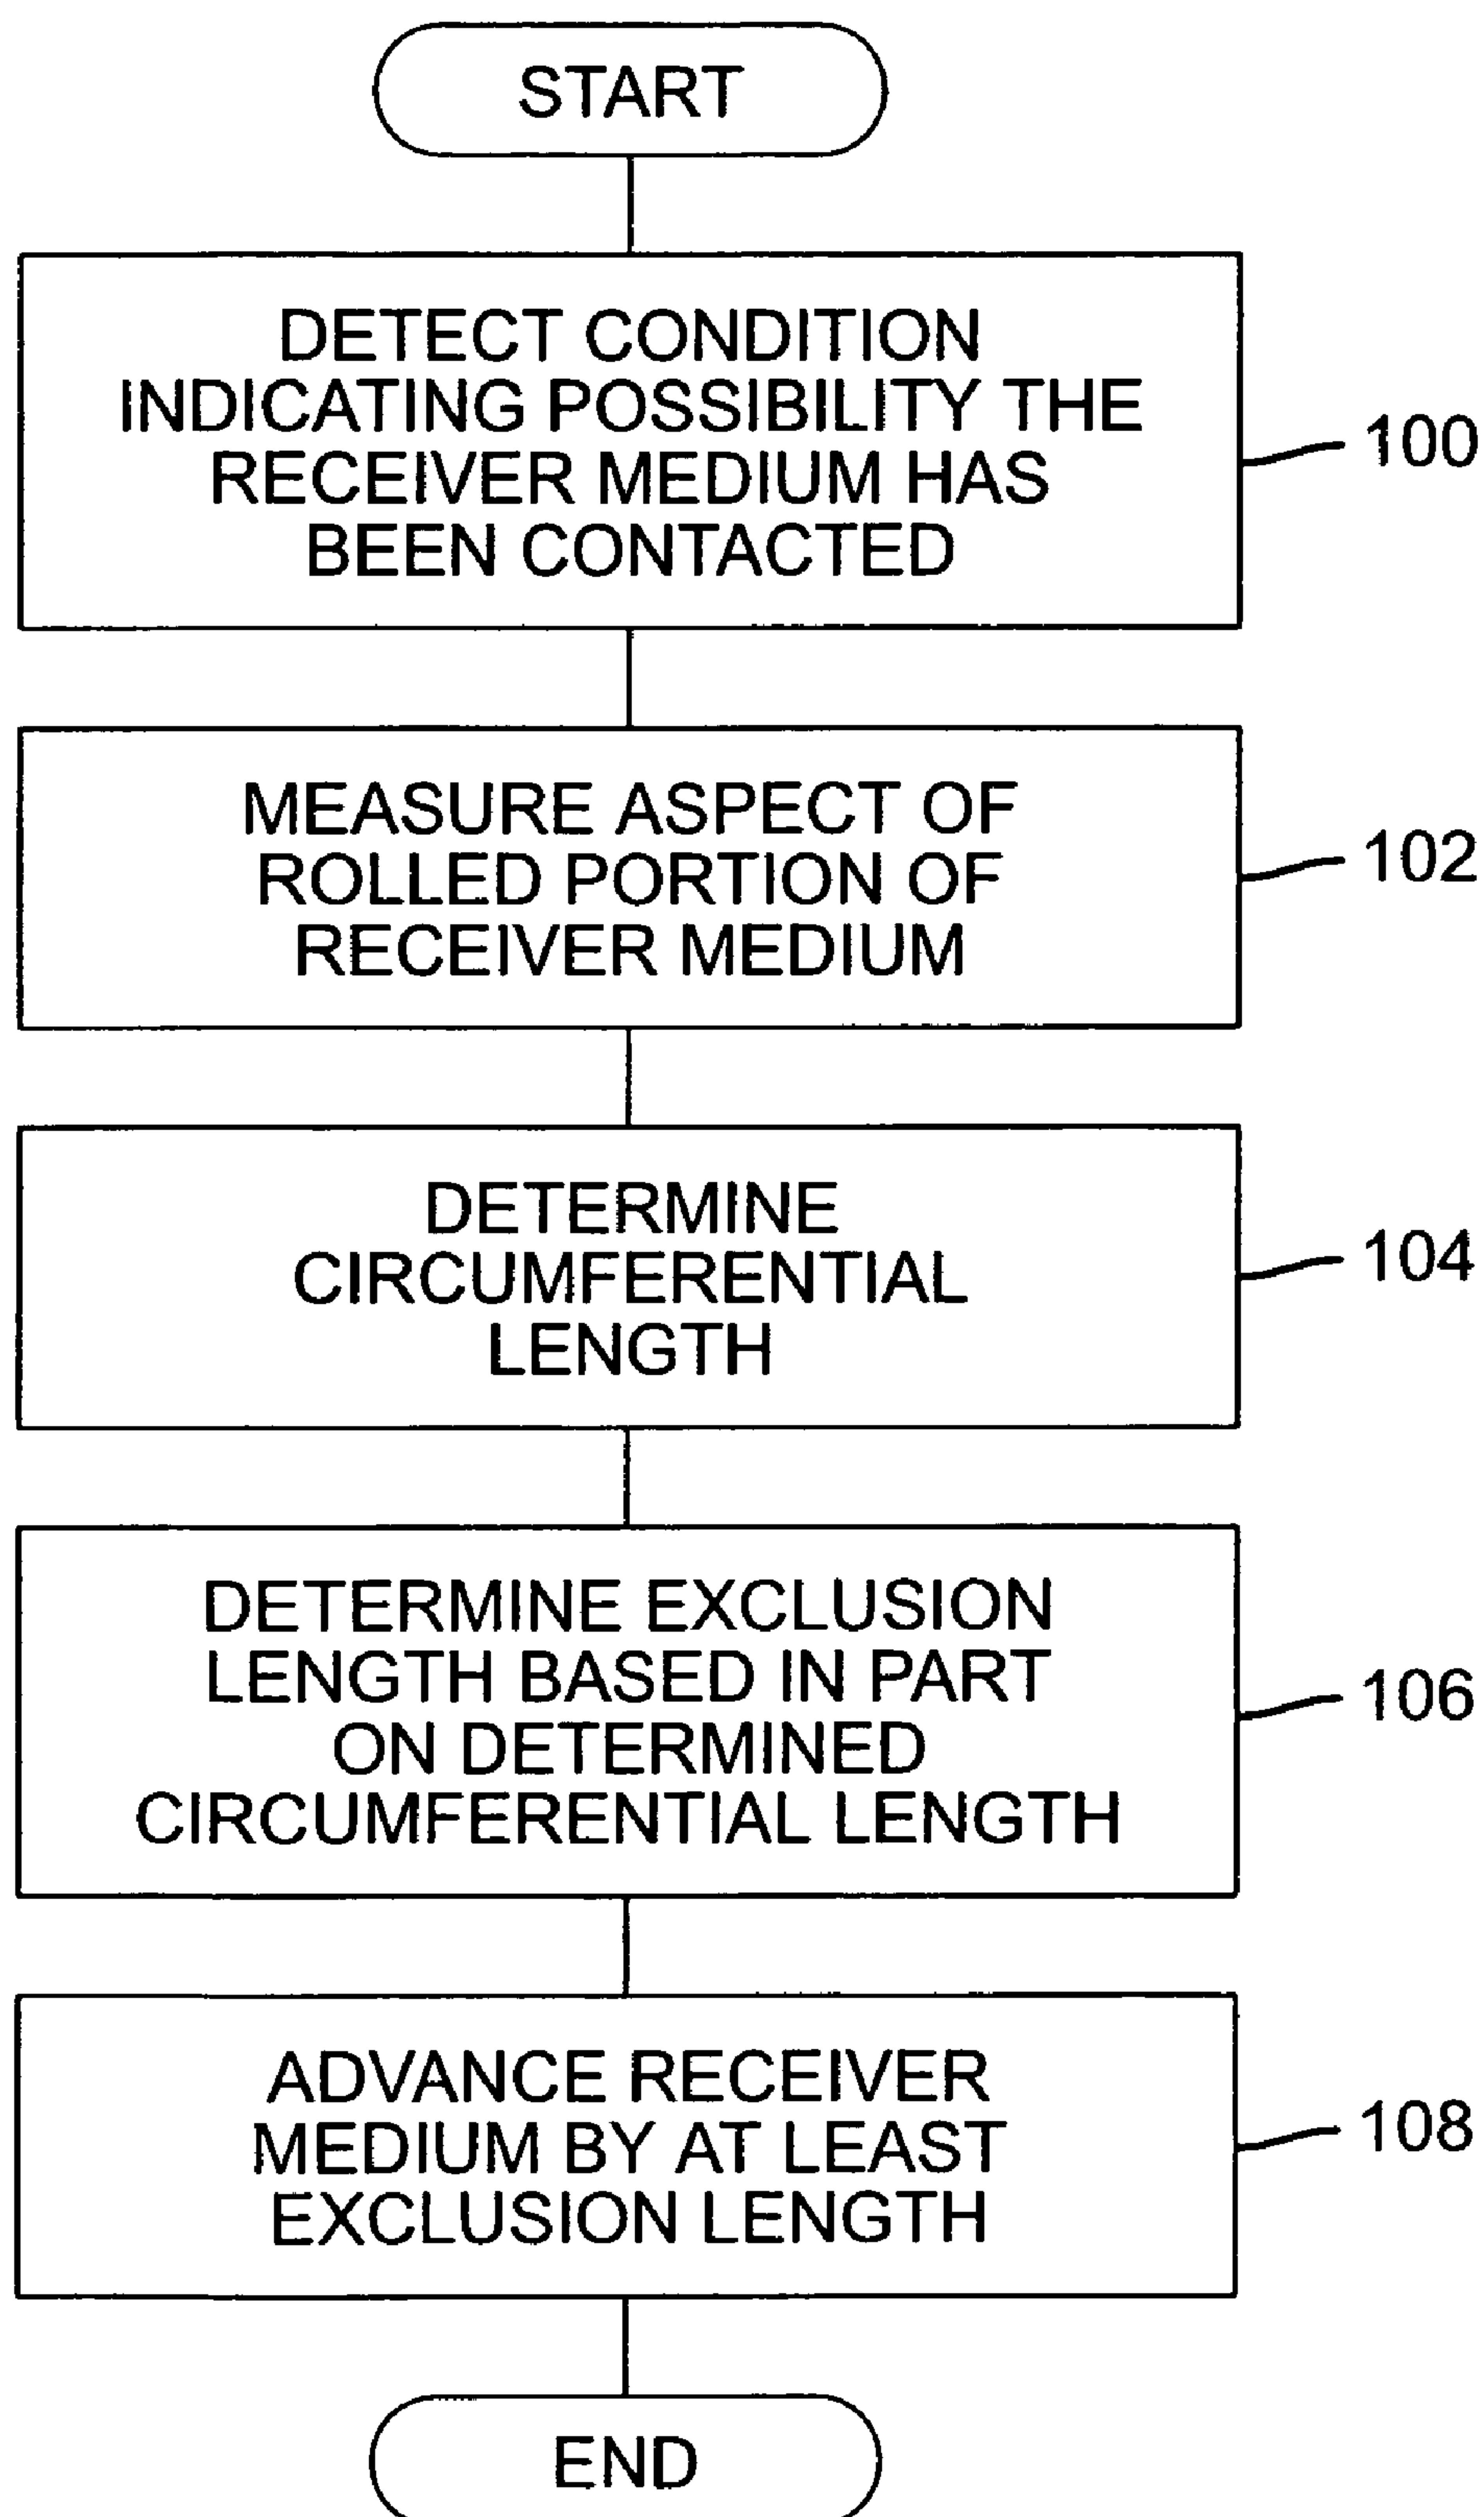 START
DETECT CONDITION
INDICATING POSSIBILITY THE
RECEIVER MEDIUM HAS
BEEN CONTACTED
100
MEASURE ASPECT OF
ROLLED PORTION OF
RECEIVER MEDIUM
102
DETERMINE
CIRCUMFERENTIAL
LENGTH
104
DETERMINE EXCLUSION
LENGTH BASED IN PART
ON DETERMINED
CIRCUMFERENTIAL LENGTH
106
ADVANCE RECEIVER
MEDIUM BY AT LEAST
EXCLUSION LENGTH
108
END